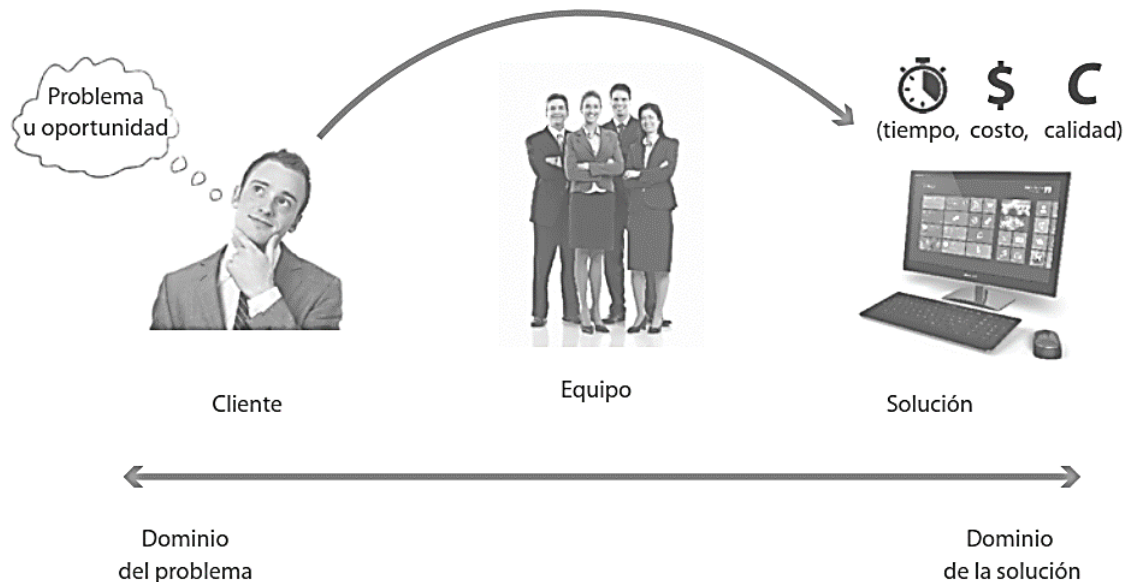 Problema
u oportunidad
$ C
(tiempo, costo, calidad)
Cliente
Equipo
Solución
Dominio
del problema
Dominio
de la solución